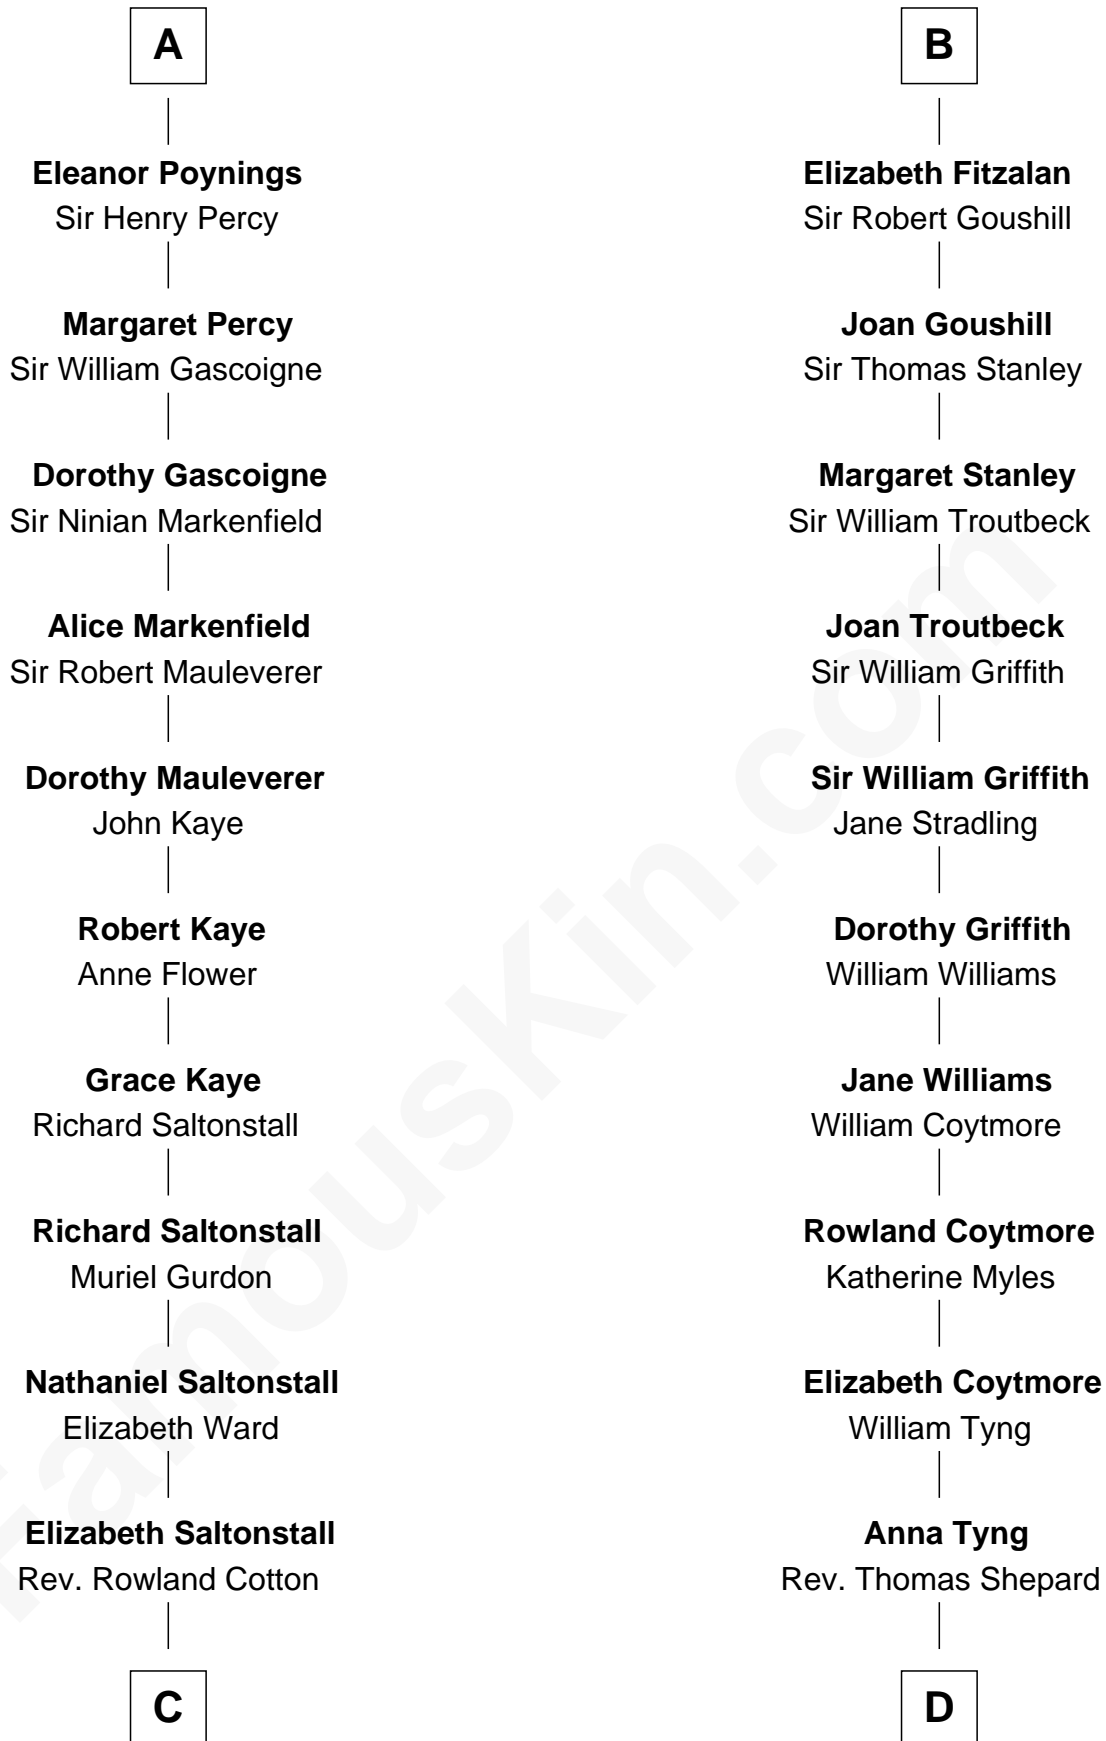 A
Eleanor Poynings
Sir Henry Percy
Margaret Percy
Sir William Gascoigne
Dorothy Gascoigne
Sir Ninian Markenfield
Alice Markenfield
Sir Robert Mauleverer
Dorothy Mauleverer
John Kaye
Robert Kaye
Anne Flower
Grace Kaye
Richard Saltonstall
Richard Saltonstall
Muriel Gurdon
Nathaniel Saltonstall
Elizabeth Ward
Elizabeth Saltonstall
Rev. Rowland Cotton
C
B
Elizabeth Fitzalan
Sir Robert Goushill
Joan Goushill
Sir Thomas Stanley
Margaret Stanley
Sir William Troutbeck
Joan Troutbeck
Sir William Griffith
Sir William Griffith
Jane Stradling
Dorothy Griffith
William Williams
Jane Williams
William Coytmore
Rowland Coytmore
Katherine Myles
Elizabeth Coytmore
William Tyng
Anna Tyng
Rev. Thomas Shepard
D
FamousKin.com